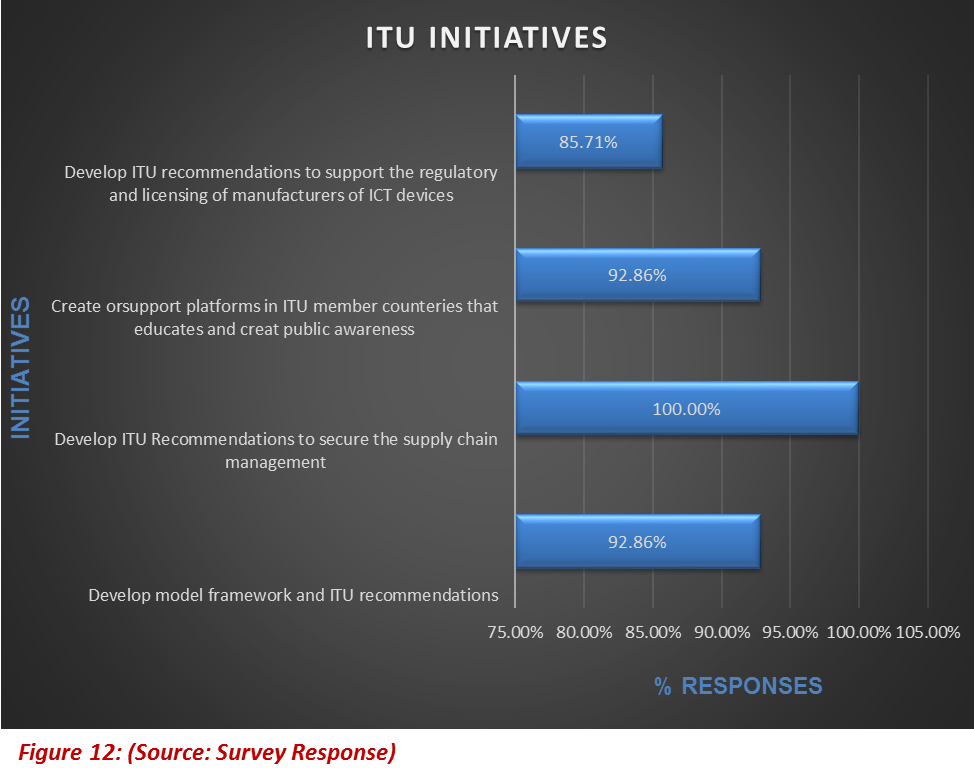 ITU INITIATIVES
85.71%
Develop ITU recommendations to support the regulatory
and licensing of manufacturers of ICT devices
92.86%
Create orsupport platforms in ITU member counteries that
educates and creat public awareness
INITIATIVES
100.00%
Develop ITU Recommendations to secure the supply chain
management
92.86%
Develop model framework and ITU recommendations
75.00% 80.00% 85.00% 90.00% 95.00% 100.00% 105.00%
% RESPONSES
Figure 12: (Source: Survey Response)